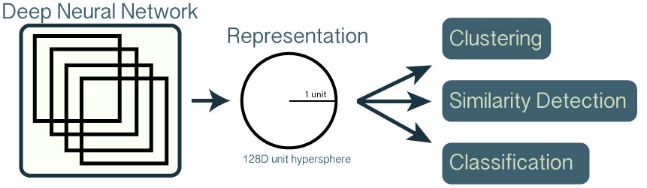 Deep Neural Network
Representation
1 unit
128D unit hypersphere
Clustering
Similarity Detection
Classification